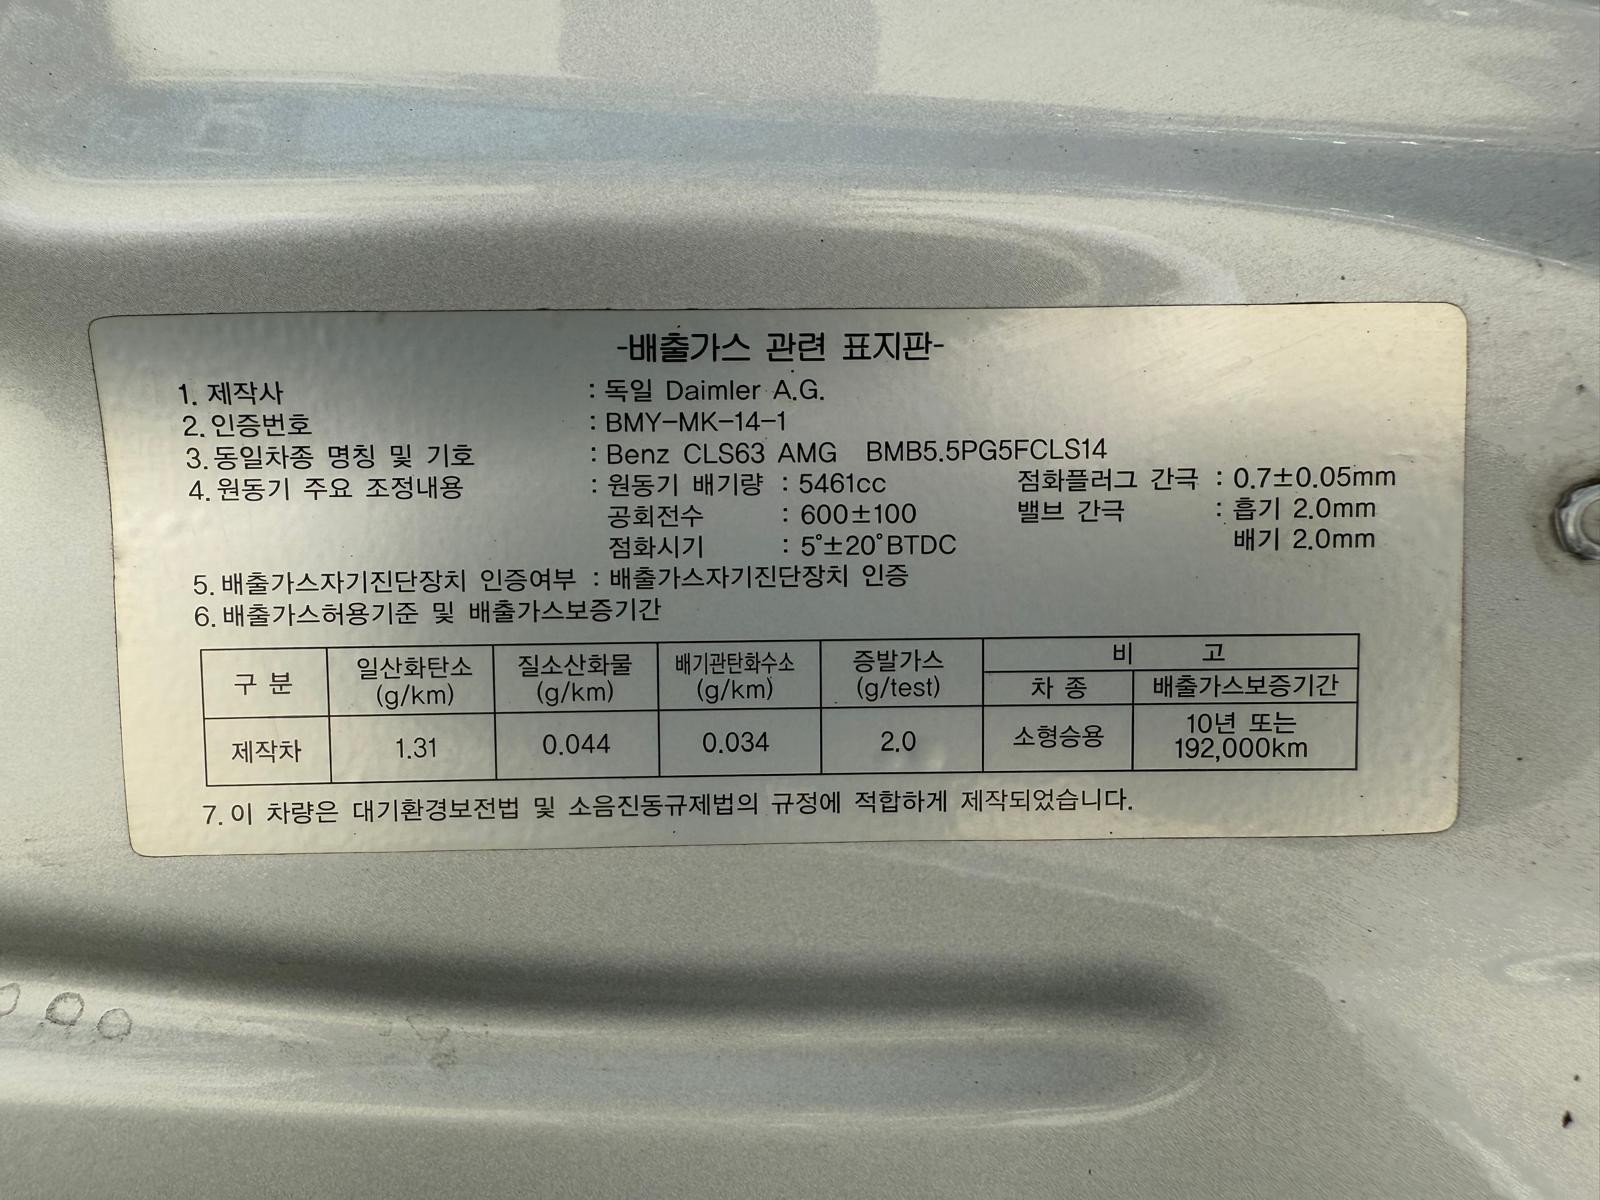 -배출가스 관련 표지판-
1. 제작사 : 독일 Daimler A.G.
2. 인증번호 : BMY-MK-14-1
3. 동일차종 명칭 및 기호 : Benz CLS63 AMG BMB5.5PG5FCLS14
4. 원동기 주요 조정내용 : 원동기 배기량 : 5461cc 점화플러그 간극 : 0.7±0.05mm
공회전수 : 600±100 밸브 간극 : 흡기 2.0mm
점화시기 : 5°±20°BTDC 배기 2.0mm
5. 배출가스자기진단장치 인증여부 : 배출가스자기진단장치 인증
6. 배출가스허용기준 및 배출가스보증기간
구 분 일산화탄소 (g/km) 질소산화물 (g/km) 배기관탄화수소 (g/km) 증발가스 (g/test) 비 고
차 종 배출가스보증기간
제작차 1.31 0.044 0.034 2.0 소형승용 10년 또는 192,000km
7. 이 차량은 대기환경보전법 및 소음진동규제법의 규정에 적합하게 제작되었습니다.